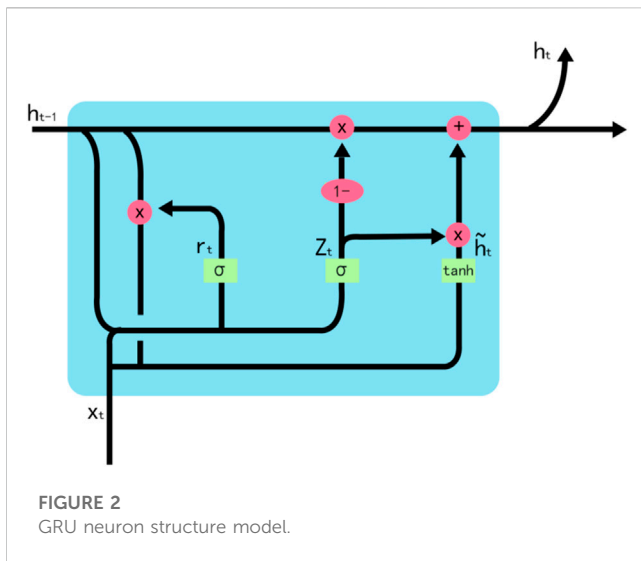 hₜ
hₜ₋₁
x
+
1-
x
rₜ
Zₜ
x
h̃ₜ
σ
σ
tanh
xₜ
FIGURE 2
GRU neuron structure model.